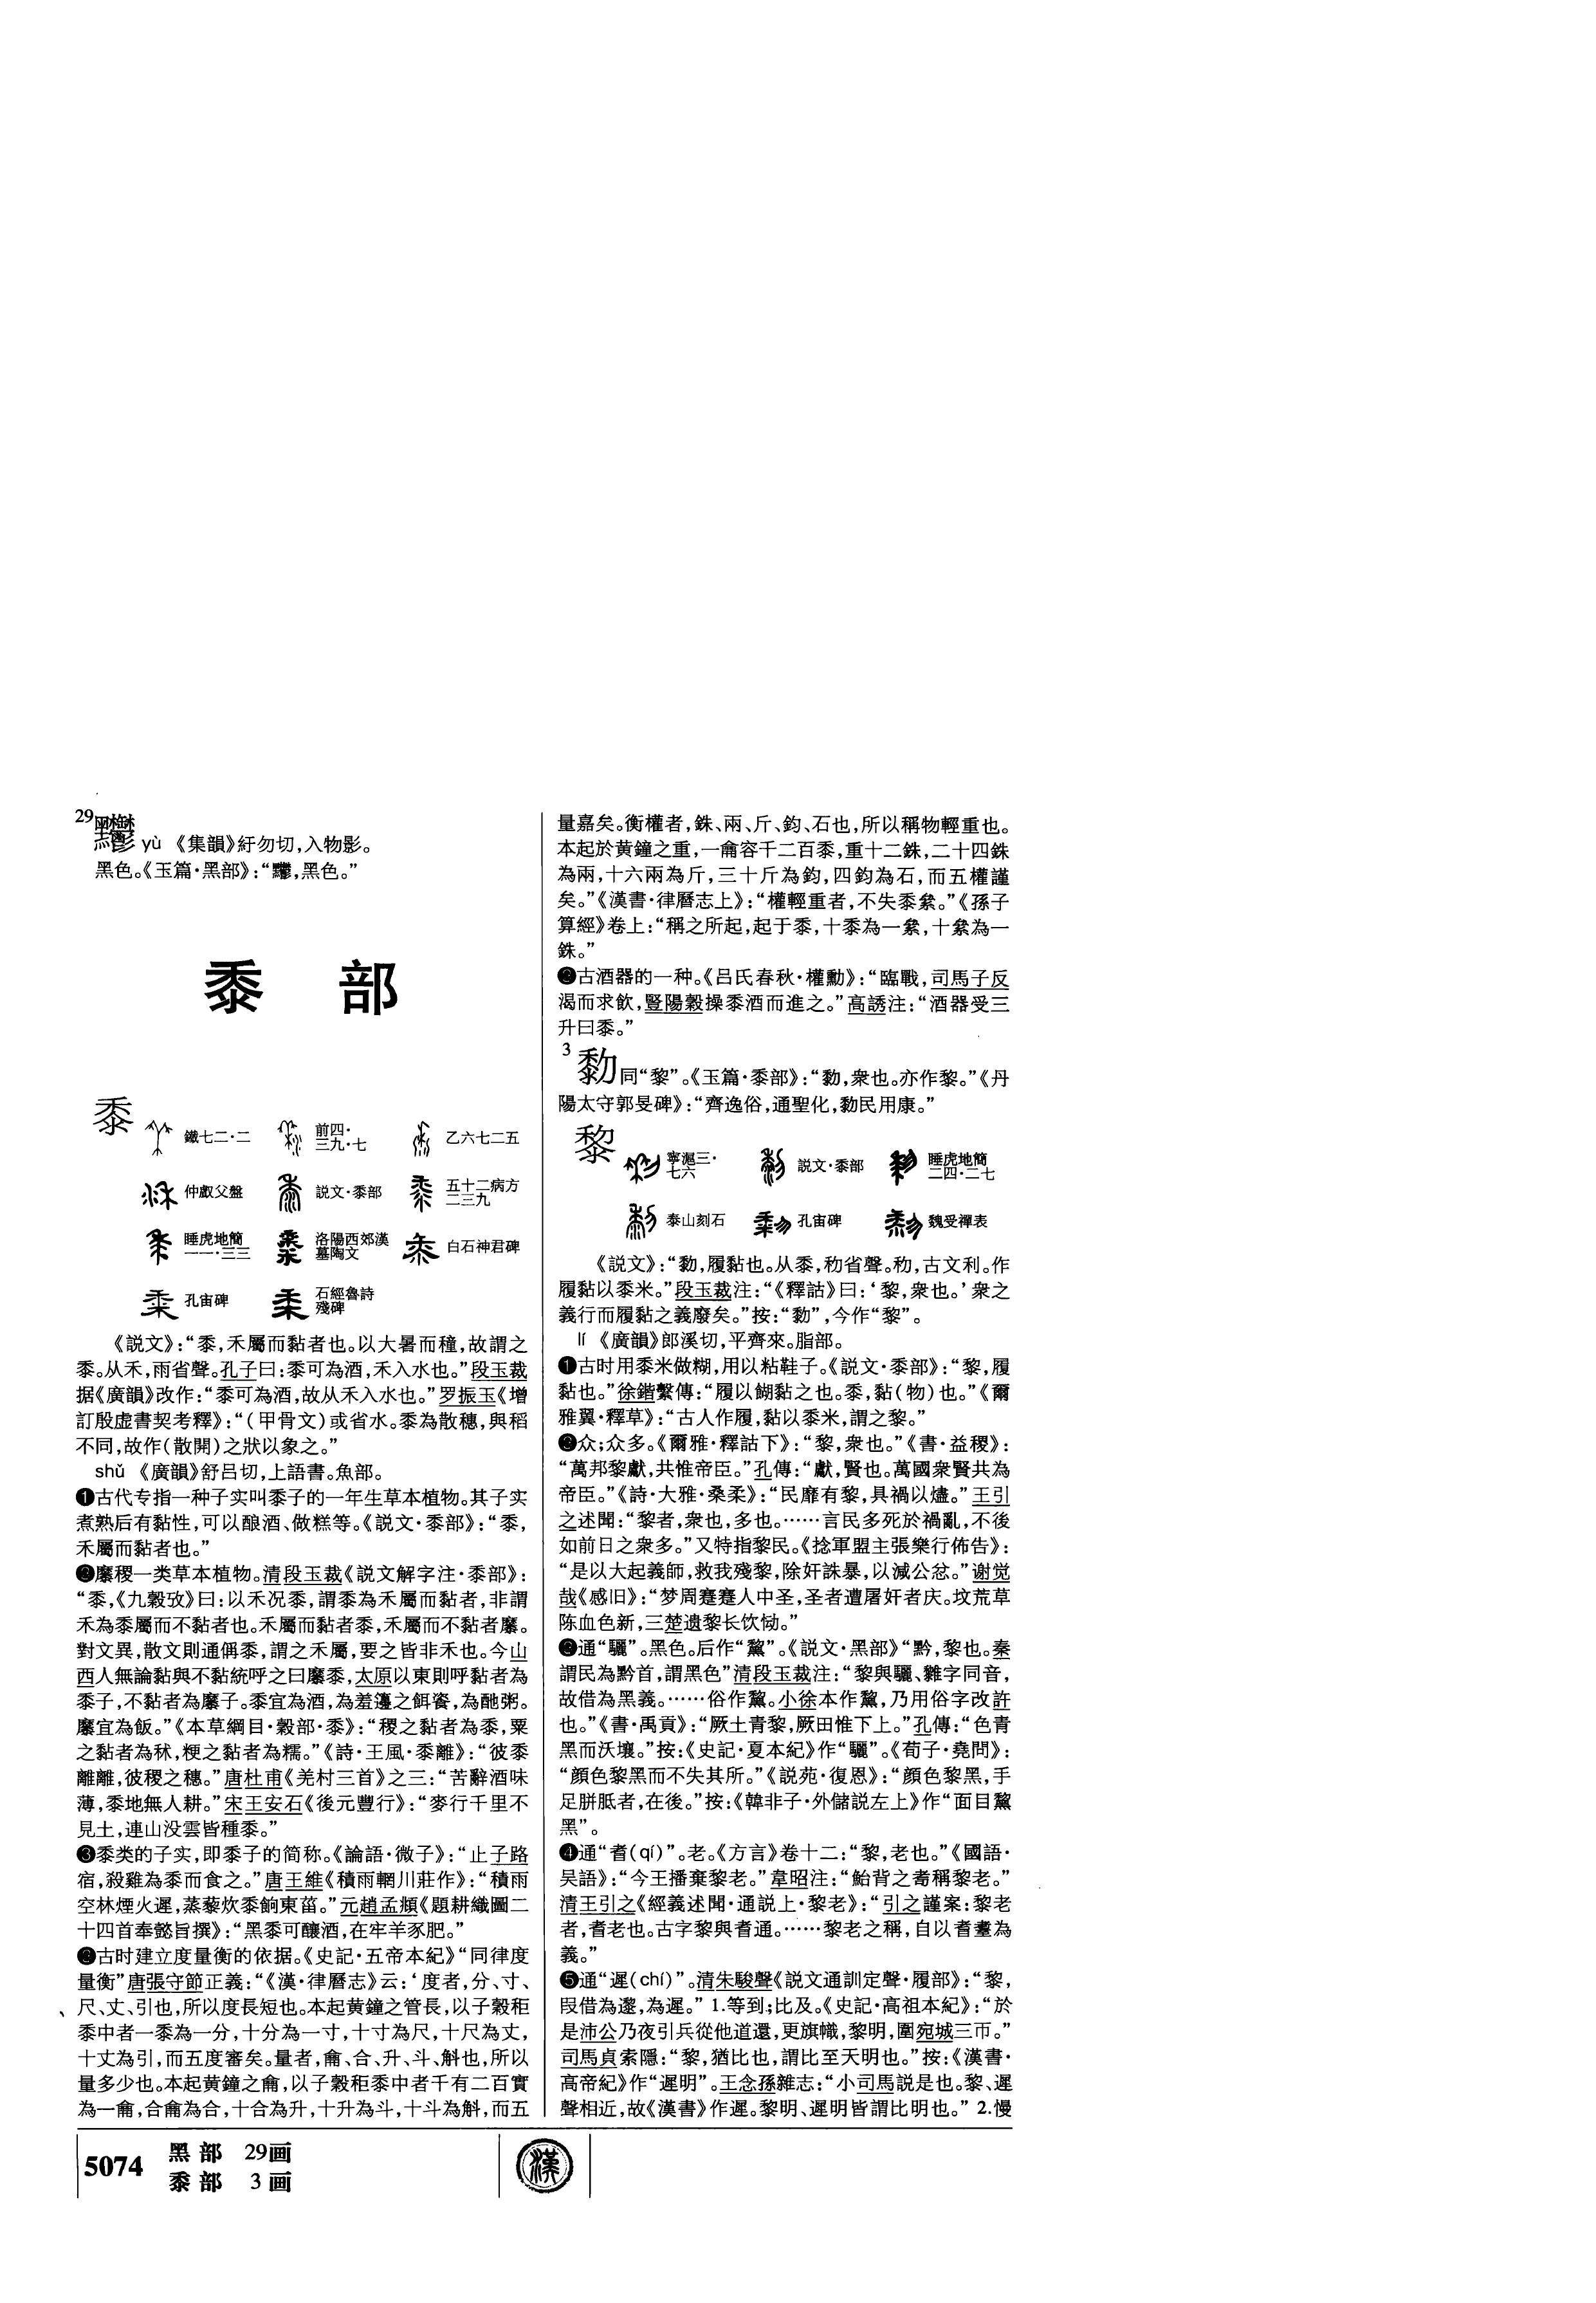 29
yù 《集韻》紆勿切,入物影。
黑色。《玉篇·黑部》:“,黑色。”
黍 部
黍
鐵七二·二 前四·三九·七 乙六七二五
仲𠭯父盤 説文·黍部 五十二病方二三九
睡虎地簡一一·三三 洛陽西郊漢墓陶文 白石神君碑
孔宙碑 石經魯詩殘碑
《説文》:“黍,禾屬而黏者也。以大暑而穜,故謂之
黍。从禾,雨省聲。孔子曰:黍可為酒,禾入水也。”段玉裁
据《廣韻》改作:“黍可為酒,故从禾入水也。”罗振玉《增
訂殷虚書契考釋》:“(甲骨文)或省水。黍為散穗,與稻
不同,故作(散開)之狀以象之。”
shǔ 《廣韻》舒吕切,上語書。魚部。
❶古代专指一种子实叫黍子的一年生草本植物。其子实
煮熟后有黏性,可以酿酒、做糕等。《説文·黍部》:“黍,
禾屬而黏者也。”
❷穈稷一类草本植物。清段玉裁《説文解字注·黍部》:
“黍,《九穀攷》曰:以禾况黍,謂黍為禾屬而黏者,非謂
禾為黍屬而不黏者也。禾屬而黏者黍,禾屬而不黏者穈。
對文異,散文則通偁黍,謂之禾屬,要之皆非禾也。今山
西人無論黏與不黏統呼之曰穈黍,太原以東則呼黏者為
黍子,不黏者為穈子。黍宜為酒,為羞籩之餌餈,為酏粥。
穈宜為飯。”《本草綱目·穀部·黍》:“稷之黏者為黍,粟
之黏者為秫,粳之黏者為糯。”《詩·王風·黍離》:“彼黍
離離,彼稷之穗。”唐杜甫《羌村三首》之三:“苦辭酒味
薄,黍地無人耕。”宋王安石《後元豐行》:“麥行千里不
見土,連山没雲皆種黍。”
❸黍类的子实,即黍子的简称。《論語·微子》:“止子路
宿,殺雞為黍而食之。”唐王維《積雨輞川莊作》:“積雨
空林煙火遲,蒸藜炊黍餉東菑。”元趙孟頫《題耕織圖二
十四首奉懿旨撰》:“黑黍可釀酒,在牢羊豕肥。”
❷古时建立度量衡的依据。《史記·五帝本紀》“同律度
量衡”唐張守節正義:“《漢·律曆志》云:‘度者,分、寸、
尺、丈、引也,所以度長短也。本起黄鐘之管長,以子穀秬
黍中者一黍為一分,十分為一寸,十寸為尺,十尺為丈,
十丈為引,而五度審矣。量者,龠、合、升、斗、斛也,所以
量多少也。本起黄鐘之龠,以子穀秬黍中者千有二百實
為一龠,合龠為合,十合為升,十升為斗,十斗為斛,而五
量嘉矣。衡權者,銖、兩、斤、鈞、石也,所以稱物輕重也。
本起於黄鐘之重,一龠容千二百黍,重十二銖,二十四銖
為兩,十六兩為斤,三十斤為鈞,四鈞為石,而五權謹
矣。”《漢書·律曆志上》:“權輕重者,不失黍絫。”《孫子
算經》卷上:“稱之所起,起于黍,十黍為一絫,十絫為一
銖。”
❷古酒器的一种。《吕氏春秋·權勳》:“臨戰,司馬子反
渴而求飲,豎陽穀操黍酒而進之。”高誘注:“酒器受三
升曰黍。”
3
䵩同“黎”。《玉篇·黍部》:“䵩,衆也。亦作黎。”《丹
陽太守郭旻碑》:“齊逸俗,通聖化,䵩民用康。”
黎
寧滬三·七六 説文·黍部 睡虎地簡二四·二七
泰山刻石 孔宙碑 魏受禪表
《説文》:“䵩,履黏也。从黍,𥝢省聲。𥝢,古文利。作
履黏以黍米。”段玉裁注:“《釋詁》曰:‘黎,衆也。’衆之
義行而履黏之義廢矣。”按:“䵩”,今作“黎”。
lí 《廣韻》郎溪切,平齊來。脂部。
❶古时用黍米做糊,用以粘鞋子。《説文·黍部》:“黎,履
黏也。”徐鍇繫傳:“履以餬黏之也。黍,黏(物)也。”《爾
雅翼·釋草》:“古人作履,黏以黍米,謂之黎。”
❷众;众多。《爾雅·釋詁下》:“黎,衆也。”《書·益稷》:
“萬邦黎獻,共惟帝臣。”孔傳:“獻,賢也。萬國衆賢共為
帝臣。”《詩·大雅·桑柔》:“民靡有黎,具禍以燼。”王引
之述聞:“黎者,衆也,多也。……言民多死於禍亂,不後
如前日之衆多。”又特指黎民。《捻軍盟主張樂行佈告》:
“是以大起義師,救我殘黎,除奸誅暴,以減公忿。”谢觉
哉《感旧》:“梦周蹇蹇人中圣,圣者遭屠奸者庆。坟荒草
陈血色新,三楚遗黎长饮恸。”
❷通“驪”。黑色。后作“黧”。《説文·黑部》“黔,黎也。秦
謂民為黔首,謂黑色”清段玉裁注:“黎與驪、雞字同音,
故借為黑義。……俗作黧。小徐本作黧,乃用俗字改許
也。”《書·禹貢》:“厥土青黎,厥田惟下上。”孔傳:“色青
黑而沃壤。”按:《史記·夏本紀》作“驪”。《荀子·堯問》:
“顔色黎黑而不失其所。”《説苑·復恩》:“顔色黎黑,手
足胼胝者,在後。”按:《韓非子·外儲説左上》作“面目黧
黑”。
❹通“耆(qí)”。老。《方言》卷十二:“黎,老也。”《國語·
吴語》:“今王播棄黎老。”韋昭注:“鮐背之耇稱黎老。”
清王引之《經義述聞·通説上·黎老》:“引之謹案:黎老
者,耆老也。古字黎與耆通。……黎老之稱,自以耆耋為
義。”
❺通“遲(chí)”。清朱駿聲《説文通訓定聲·履部》:“黎,
叚借為邌,為遲。” 1.等到;比及。《史記·高祖本紀》:“於
是沛公乃夜引兵從他道還,更旗幟,黎明,圍宛城三帀。”
司馬貞索隱:“黎,猶比也,謂比至天明也。”按:《漢書·
高帝紀》作“遲明”。王念孫雜志:“小司馬説是也。黎、遲
聲相近,故《漢書》作遲。黎明、遲明皆謂比明也。” 2.慢
5074 黑部 29画
黍部 3画
漢